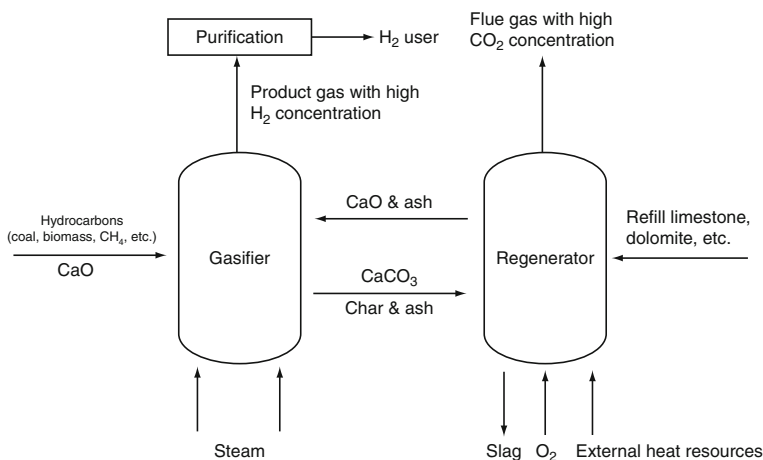 Purification
H₂ user
Flue gas with high
CO₂ concentration
Product gas with high
H₂ concentration
Hydrocarbons
(coal, biomass, CH₄, etc.)
CaO
Gasifier
CaO & ash
CaCO₃
Char & ash
Regenerator
Refill limestone,
dolomite, etc.
Steam
Slag
O₂
External heat resources